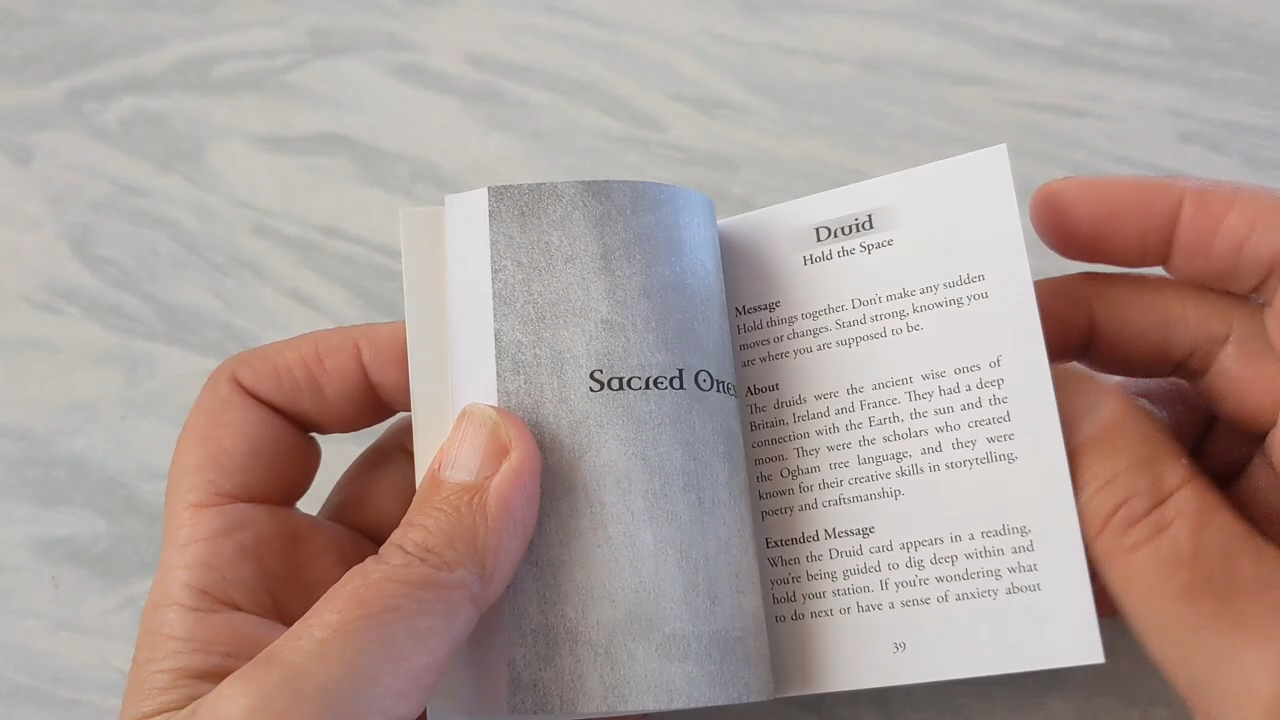 Sacred Ones
Druid
Hold the Space
Message
Hold things together. Don't make any sudden
moves or changes. Stand strong, knowing you
are where you are supposed to be.
About
The druids were the ancient wise ones of
Britain, Ireland and France. They had a deep
connection with the Earth, the sun and the
moon. They were the scholars who created
the Ogham tree language, and they were
known for their creative skills in storytelling,
poetry and craftsmanship.
Extended Message
When the Druid card appears in a reading,
you're being guided to dig deep within and
hold your station. If you're wondering what
to do next or have a sense of anxiety about
39